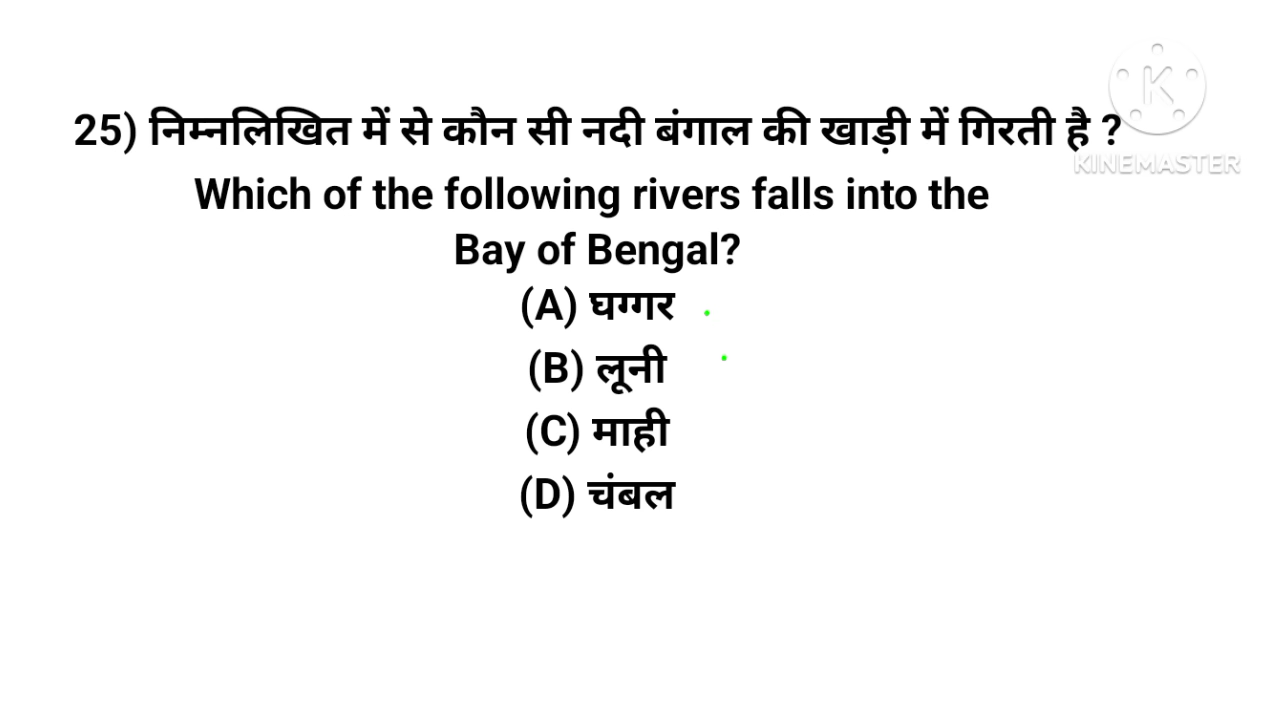 25) निम्नलिखित में से कौन सी नदी बंगाल की खाड़ी में गिरती है ?
KINEMASTER
Which of the following rivers falls into the
Bay of Bengal?
(A) घग्गर
(B) लूनी
(C) माही
(D) चंबल